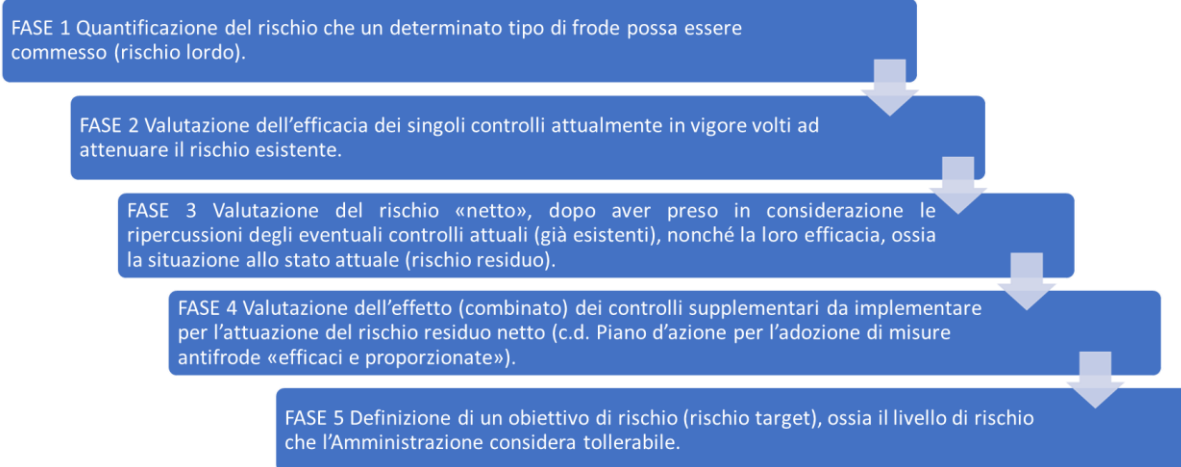 FASE 1 Quantificazione del rischio che un determinato tipo di frode possa essere
commesso (rischio lordo).
FASE 2 Valutazione dell’efficacia dei singoli controlli attualmente in vigore volti ad
attenuare il rischio esistente.
FASE 3 Valutazione del rischio «netto», dopo aver preso in considerazione le
ripercussioni degli eventuali controlli attuali (già esistenti), nonché la loro efficacia, ossia
la situazione allo stato attuale (rischio residuo).
FASE 4 Valutazione dell’effetto (combinato) dei controlli supplementari da implementare
per l’attuazione del rischio residuo netto (c.d. Piano d’azione per l’adozione di misure
antifrode «efficaci e proporzionate»).
FASE 5 Definizione di un obiettivo di rischio (rischio target), ossia il livello di rischio
che l’Amministrazione considera tollerabile.